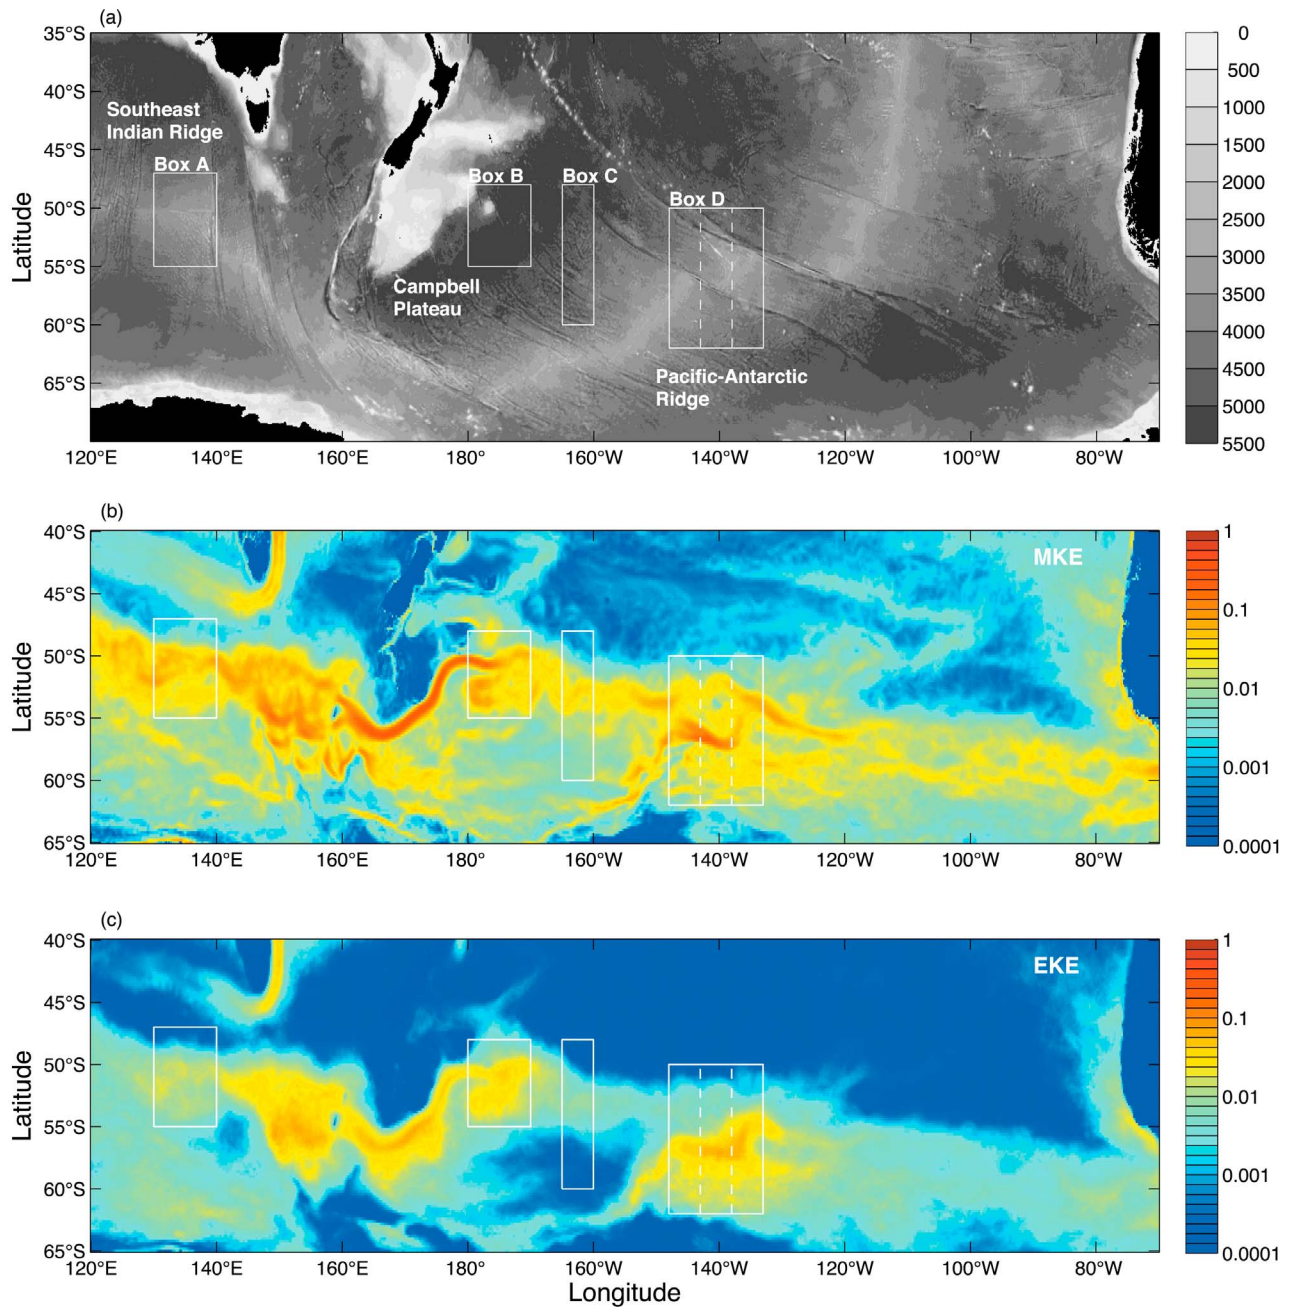 (a)
35°S
40°S
45°S
50°S
55°S
60°S
65°S
Latitude
Southeast
Indian Ridge
Box A
Box B
Box C
Box D
Campbell
Plateau
Pacific-Antarctic
Ridge
120°E
140°E
160°E
180°
160°W
140°W
120°W
100°W
80°W
0
500
1000
1500
2000
2500
3000
3500
4000
4500
5000
5500
(b)
40°S
45°S
50°S
55°S
60°S
65°S
Latitude
MKE
120°E
140°E
160°E
180°
160°W
140°W
120°W
100°W
80°W
1
0.1
0.01
0.001
0.0001
(c)
40°S
45°S
50°S
55°S
60°S
65°S
Latitude
EKE
120°E
140°E
160°E
180°
160°W
140°W
120°W
100°W
80°W
Longitude
1
0.1
0.01
0.001
0.0001